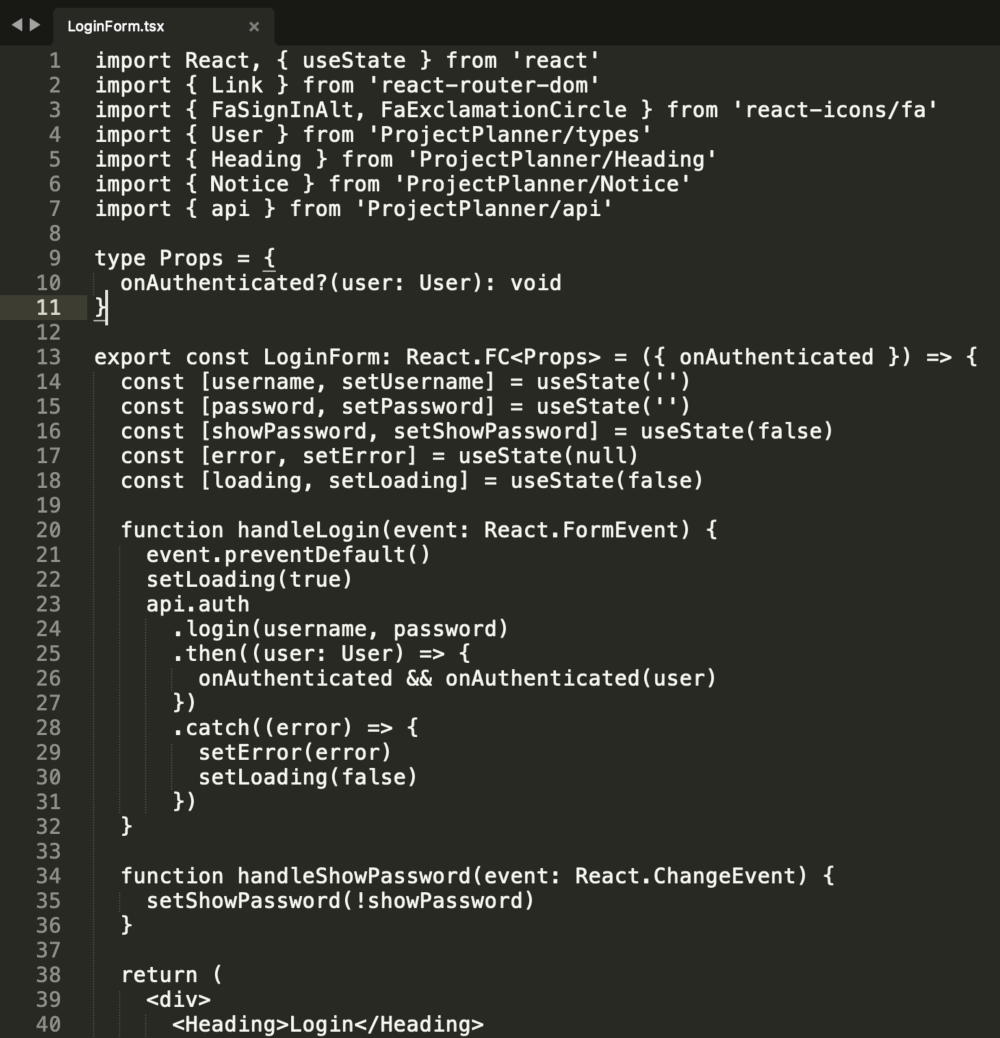 LoginForm.tsx
1 import React, { useState } from 'react'
2 import { Link } from 'react-router-dom'
3 import { FaSignInAlt, FaExclamationCircle } from 'react-icons/fa'
4 import { User } from 'ProjectPlanner/types'
5 import { Heading } from 'ProjectPlanner/Heading'
6 import { Notice } from 'ProjectPlanner/Notice'
7 import { api } from 'ProjectPlanner/api'
8
9 type Props = {
10   onAuthenticated?(user: User): void
11 }
12
13 export const LoginForm: React.FC<Props> = ({ onAuthenticated }) => {
14   const [username, setUsername] = useState('')
15   const [password, setPassword] = useState('')
16   const [showPassword, setShowPassword] = useState(false)
17   const [error, setError] = useState(null)
18   const [loading, setLoading] = useState(false)
19
20   function handleLogin(event: React.FormEvent) {
21     event.preventDefault()
22     setLoading(true)
23     api.auth
24       .login(username, password)
25       .then((user: User) => {
26         onAuthenticated && onAuthenticated(user)
27       })
28       .catch((error) => {
29         setError(error)
30         setLoading(false)
31       })
32   }
33
34   function handleShowPassword(event: React.ChangeEvent) {
35     setShowPassword(!showPassword)
36   }
37
38   return (
39     <div>
40       <Heading>Login</Heading>